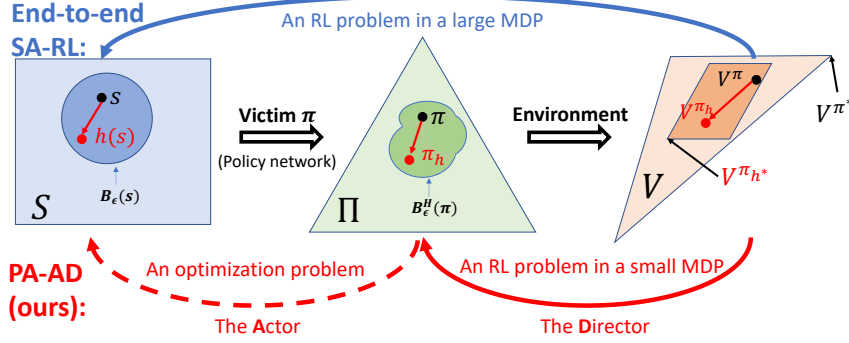 End-to-end
SA-RL:
An RL problem in a large MDP
s
h(s)
B_ϵ(s)
S
Victim π
(Policy network)
π
π_h
B_ϵ^H(π)
Π
Environment
V^π
V^{π_h}
V^{π*}
V^{π_{h*}}
V
PA-AD
(ours):
An optimization problem
The Actor
An RL problem in a small MDP
The Director